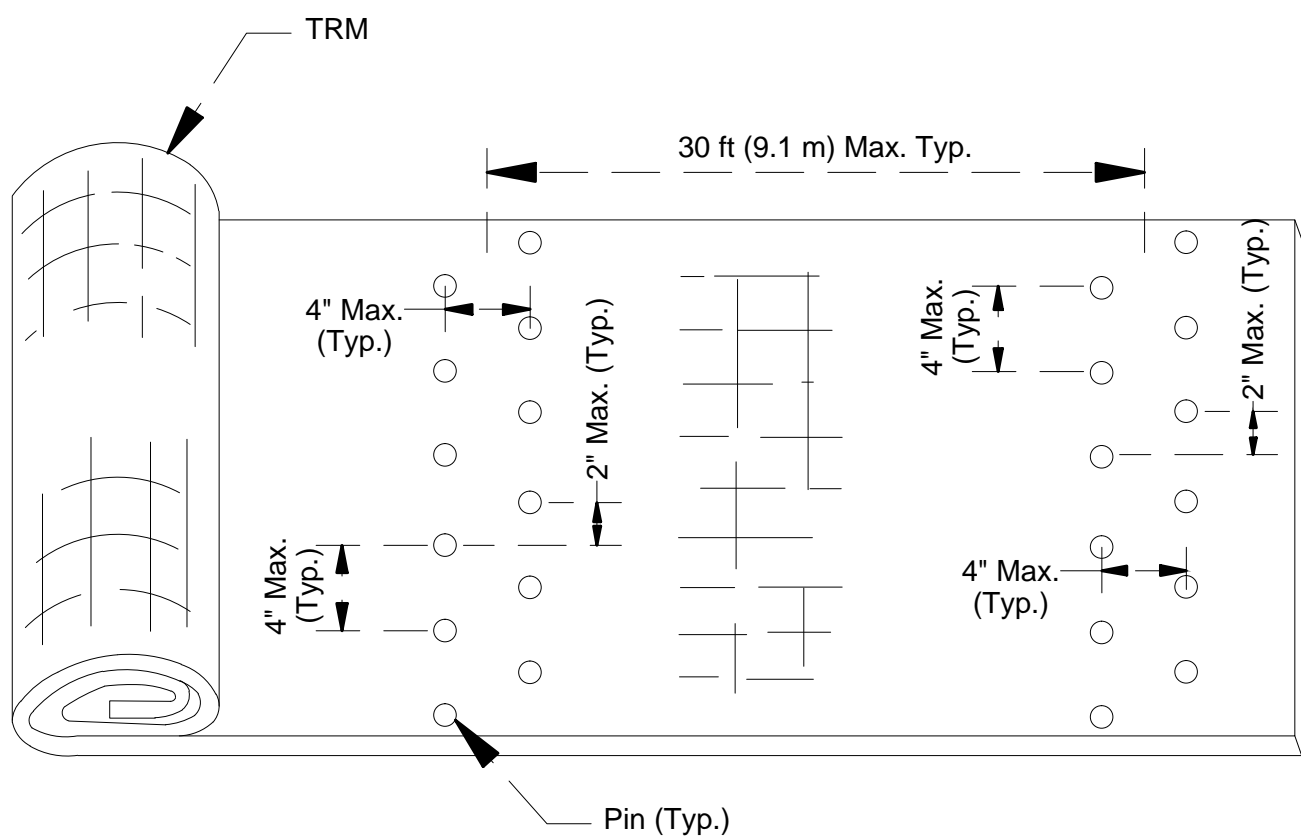 TRM
30 ft (9.1 m) Max. Typ.
4" Max.
(Typ.)
2" Max. (Typ.)
4" Max.
(Typ.)
4" Max.
(Typ.)
2" Max. (Typ.)
4" Max.
(Typ.)
Pin (Typ.)